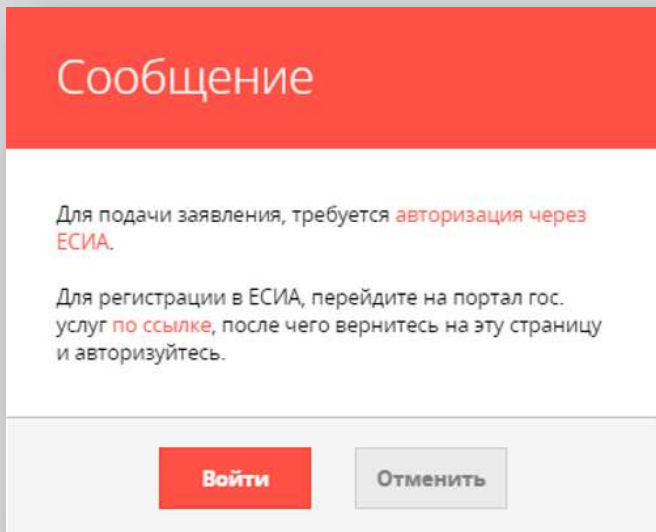 Сообщение
Для подачи заявления, требуется авторизация через
ЕСИА.
Для регистрации в ЕСИА, перейдите на портал гос.
услуг по ссылке, после чего вернитесь на эту страницу
и авторизуйтесь.
Войти
Отменить